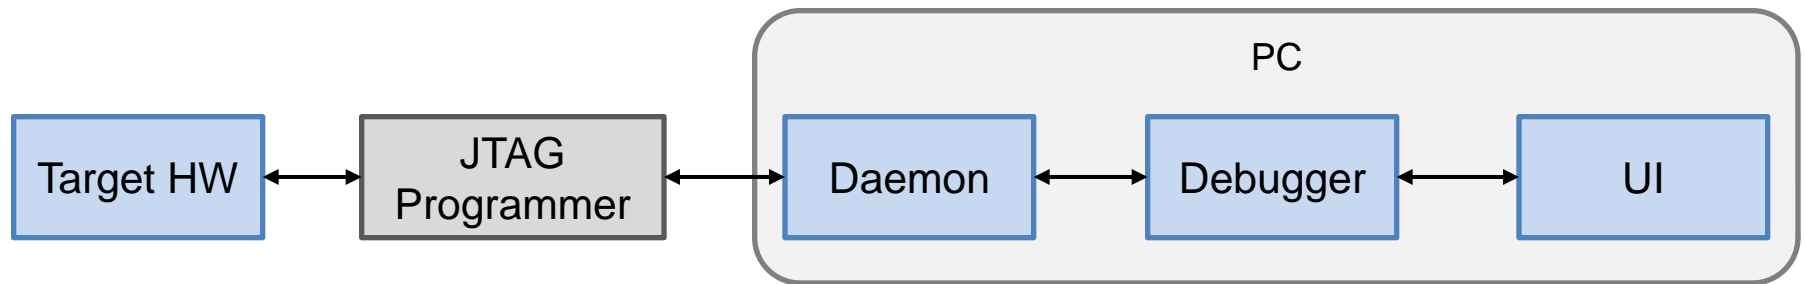 PC
Target HW
JTAG
Programmer
Daemon
Debugger
UI